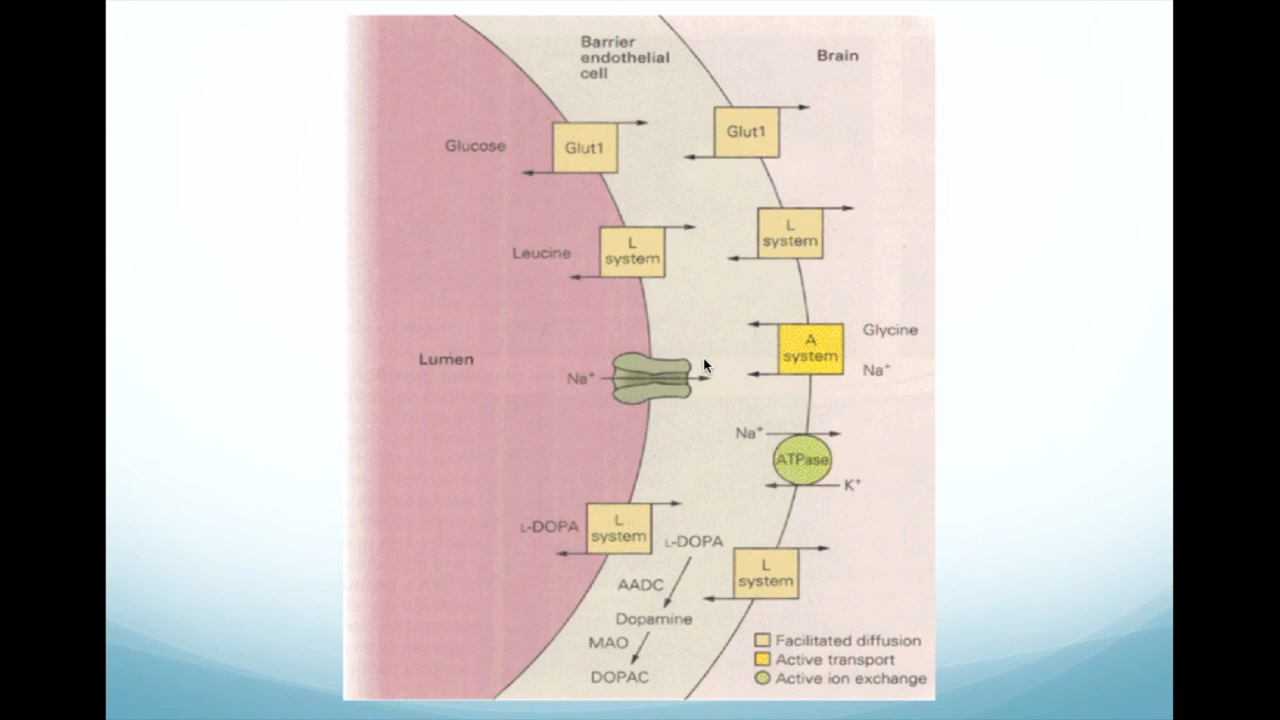 Barrier
endothelial
cell
Brain
Glucose
Glut1
Glut1
Leucine
L
system
L
system
Lumen
Na⁺
A
system
Glycine
Na⁺
Na⁺
ATPase
K⁺
L-DOPA
L
system
L-DOPA
AADC
Dopamine
MAO
DOPAC
L
system
Facilitated diffusion
Active transport
Active ion exchange